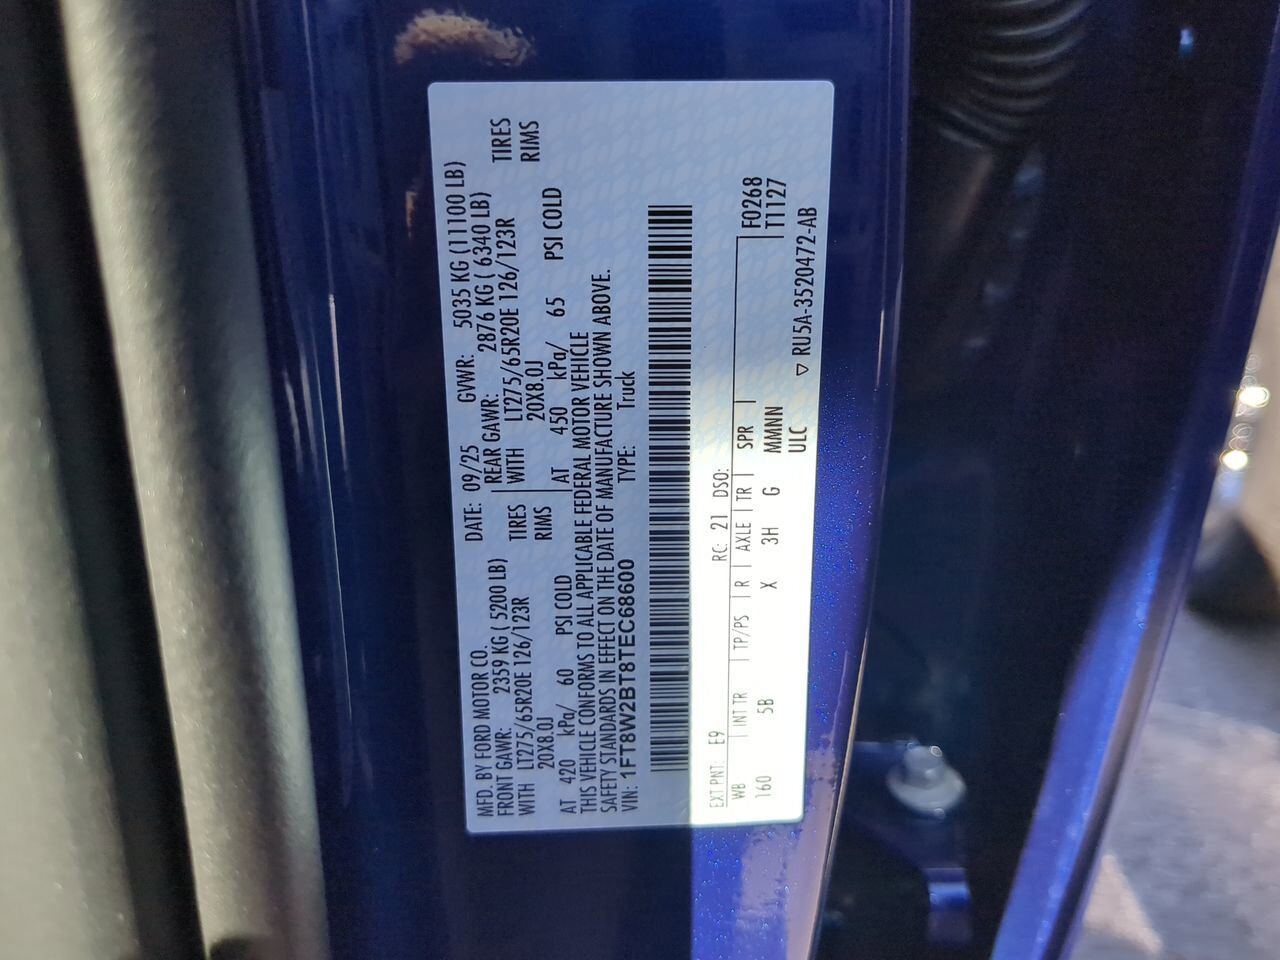 MFD. BY FORD MOTOR CO.
DATE: 09/25 GVWR: 5035 KG (11100 LB)
FRONT GAWR: 2359 KG ( 5200 LB) REAR GAWR: 2876 KG ( 6340 LB)
WITH LT275/65R20E 126/123R TIRES WITH LT275/65R20E 126/123R TIRES
20X8.0J RIMS 20X8.0J RIMS
AT 420 kPa/ 60 PSI COLD AT 450 kPa/ 65 PSI COLD
THIS VEHICLE CONFORMS TO ALL APPLICABLE FEDERAL MOTOR VEHICLE
SAFETY STANDARDS IN EFFECT ON THE DATE OF MANUFACTURE SHOWN ABOVE.
VIN: 1FT8W2BT8TEC68600 TYPE: Truck
EXT PNT: E9 RC: 21 DSO: F0268
WB INT TR TP/PS R AXLE TR SPR T1127
160 5B X 3H G MMNN
ULC ▽ RU5A-3520472-AB